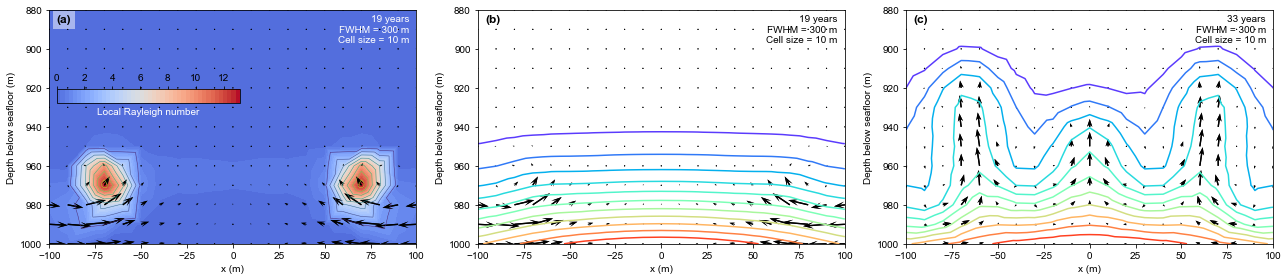 (a)
19 years
FWHM = 300 m
Cell size = 10 m
0 2 4 6 8 10 12
Local Rayleigh number
880
900
920
940
960
980
1000
Depth below seafloor (m)
−100 −75 −50 −25 0 25 50 75 100
x (m)
(b)
19 years
FWHM = 300 m
Cell size = 10 m
880
900
920
940
960
980
1000
Depth below seafloor (m)
−100 −75 −50 −25 0 25 50 75 100
x (m)
(c)
33 years
FWHM = 300 m
Cell size = 10 m
880
900
920
940
960
980
1000
Depth below seafloor (m)
−100 −75 −50 −25 0 25 50 75 100
x (m)